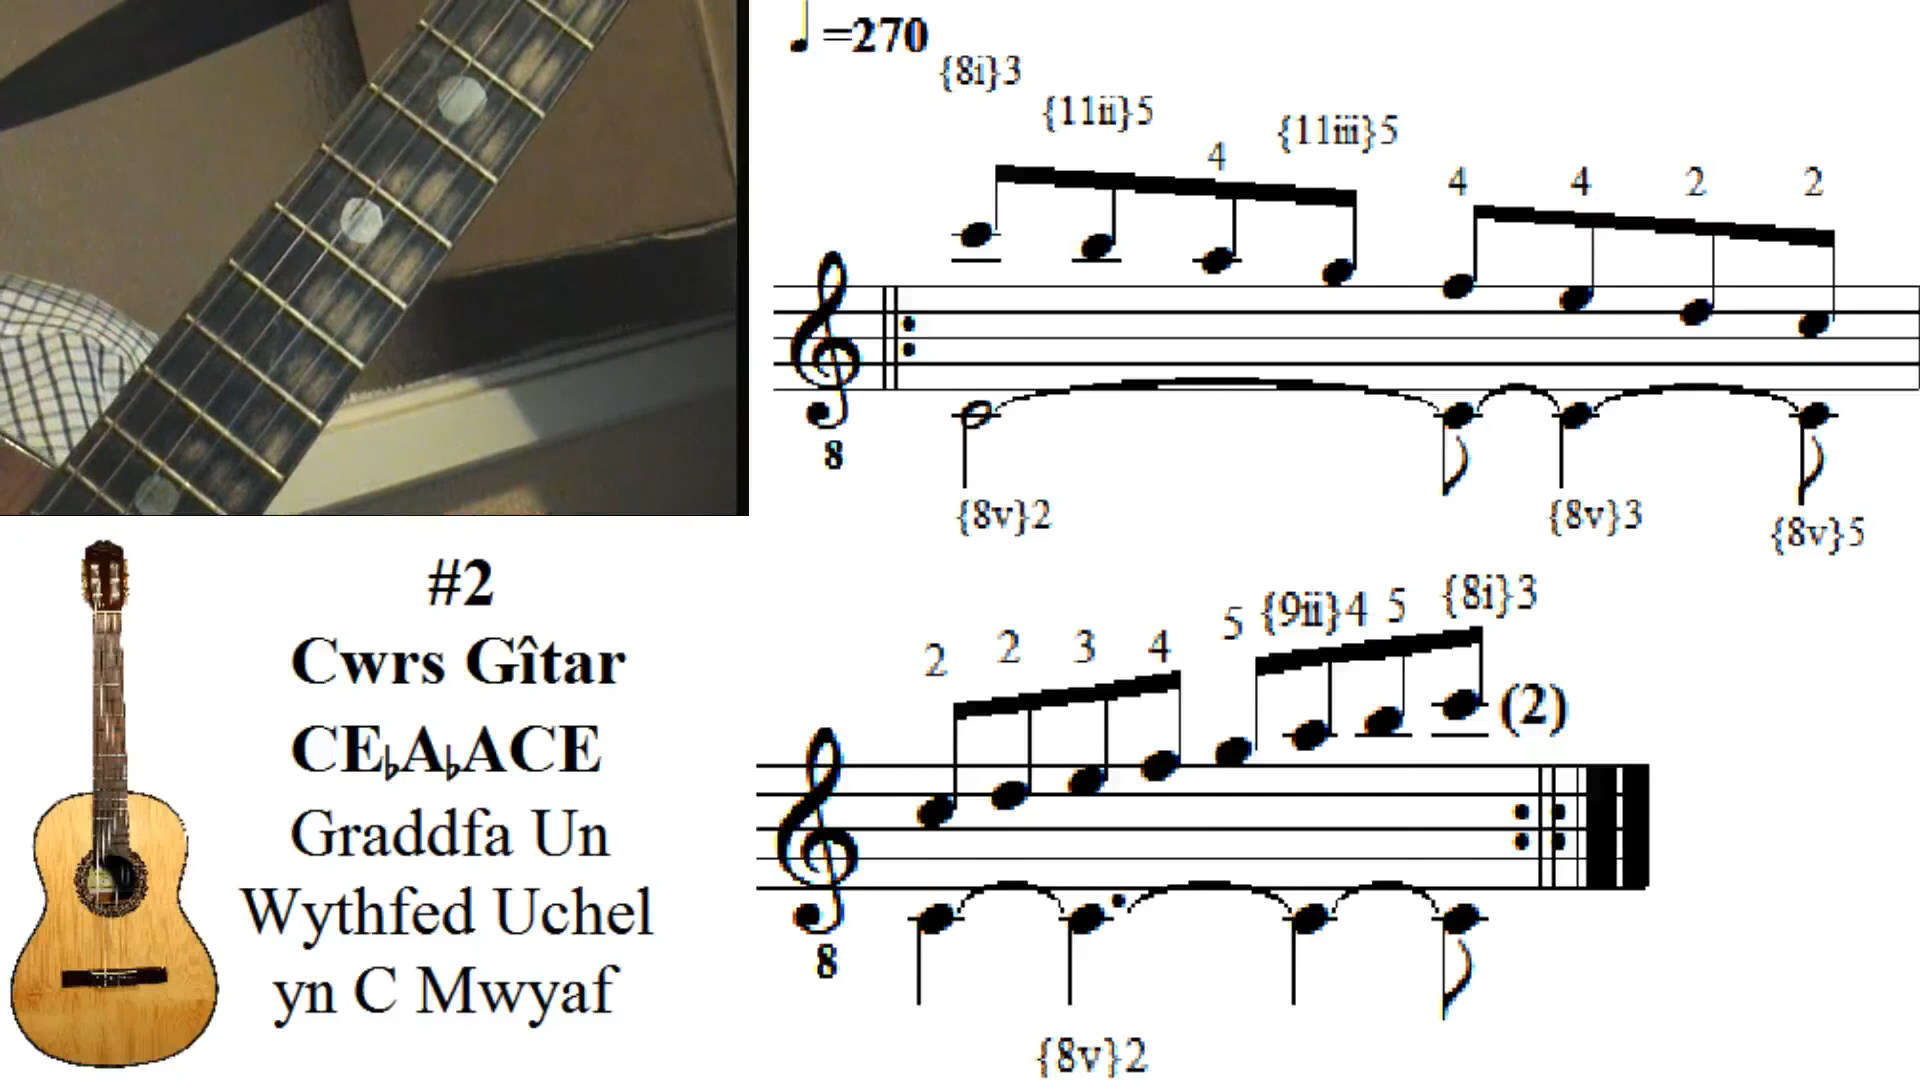 ♩=270
{8i}3
{11ii}5
4
{11iii}5
4
4
2
2
8
{8v}2
{8v}3
{8v}5
#2
Cwrs Gîtar
CE♭A♭ACE
Graddfa Un
Wythfed Uchel
yn C Mwyaf
2
2
3
4
5
{9ii}4
5
{8i}3
(2)
8
{8v}2